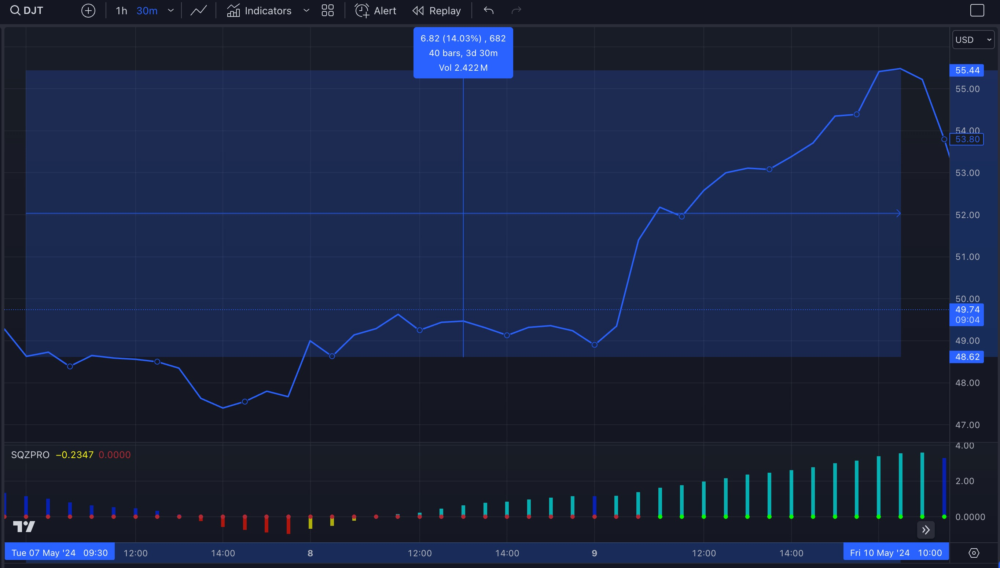 DJT 1h 30m Indicators Alert Replay
6.82 (14.03%) , 682
40 bars, 3d 30m
Vol 2.422 M
USD
55.44
55.00
54.00
53.80
53.00
52.00
51.00
50.00
49.74
09:04
49.00
48.62
48.00
47.00
SQZPRO −0.2347 0.0000
4.00
2.00
0.0000
Tue 07 May '24 09:30 12:00 14:00 8 12:00 14:00 9 12:00 14:00 Fri 10 May '24 10:00